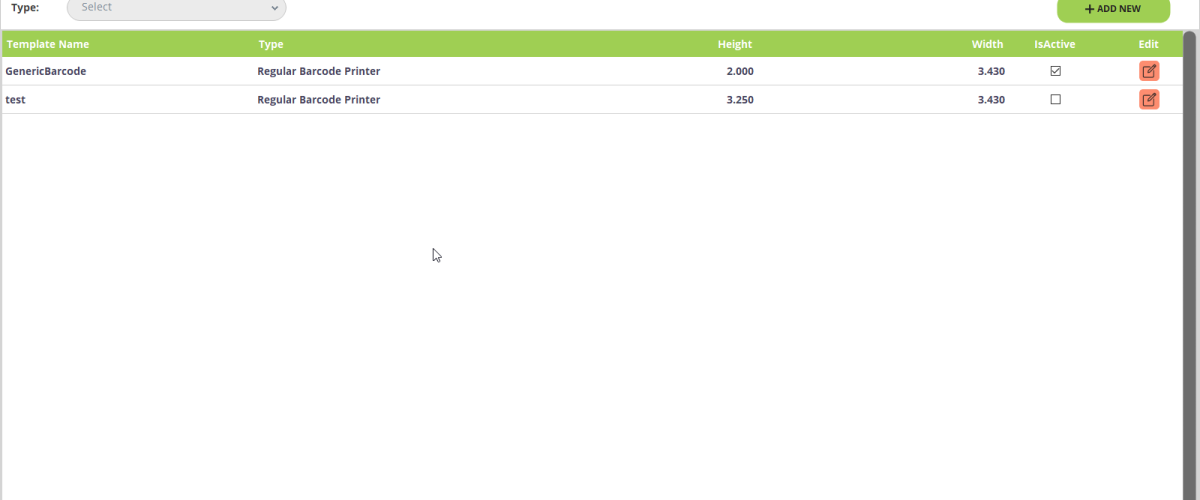 Type: Select + ADD NEW
Template Name Type Height Width IsActive Edit
GenericBarcode Regular Barcode Printer 2.000 3.430
test Regular Barcode Printer 3.250 3.430